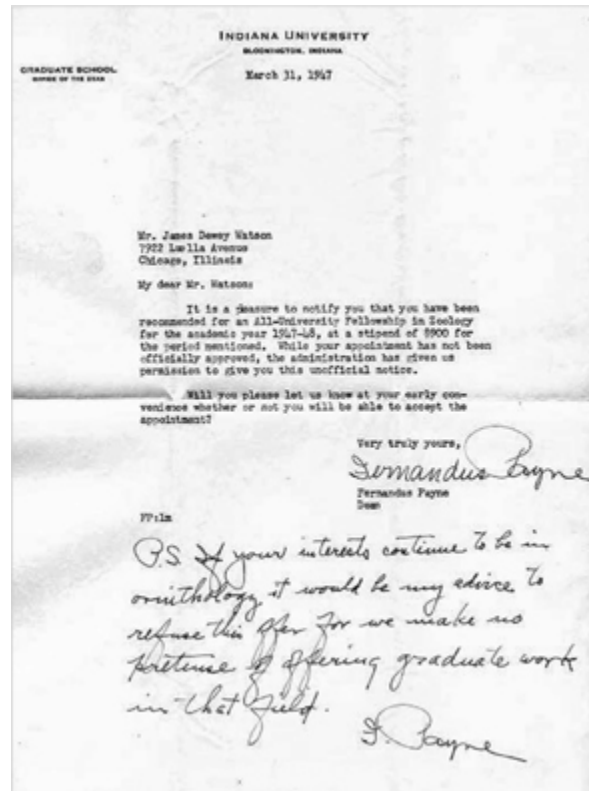 INDIANA UNIVERSITY
BLOOMINGTON, INDIANA
GRADUATE SCHOOL
OFFICE OF THE DEAN
March 31, 1947
Mr. James Dewey Watson
7922 Luella Avenue
Chicago, Illinois
My dear Mr. Watson:
It is a pleasure to notify you that you have been
recommended for an All-University Fellowship in Zoology
for the academic year 1947-48, at a stipend of $900 for
the period mentioned. While your appointment has not been
officially approved, the administration has given us
permission to give you this unofficial notice.
Will you please let us know at your early con-
venience whether or not you will be able to accept the
appointment?
Very truly yours,
Fernandus Payne
Fernandus Payne
Dean
FP:lm
P.S. If your interests continue to be in
ornithology it would be my advice to
refuse this offer for we make no
pretense of offering graduate work
in that field.
F. Payne